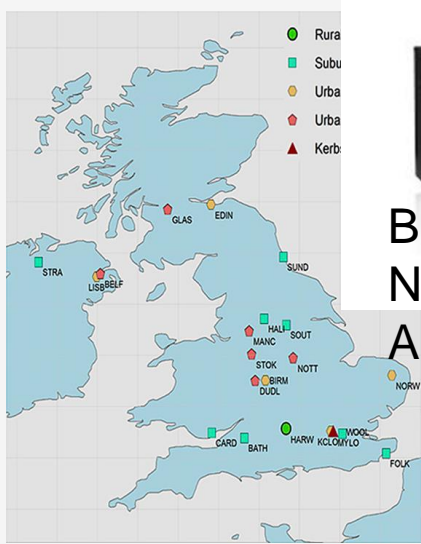 Rura
Subu
Urba
Urba
Kerbs
B
N
A
GLAS
EDIN
STRA
LISB
BELF
SUND
HALI
SOUT
MANC
STOK
NOTT
BIRM
DUDL
NORW
CARD
BATH
HARW
KCLO
MYLO
WOOL
FOLK